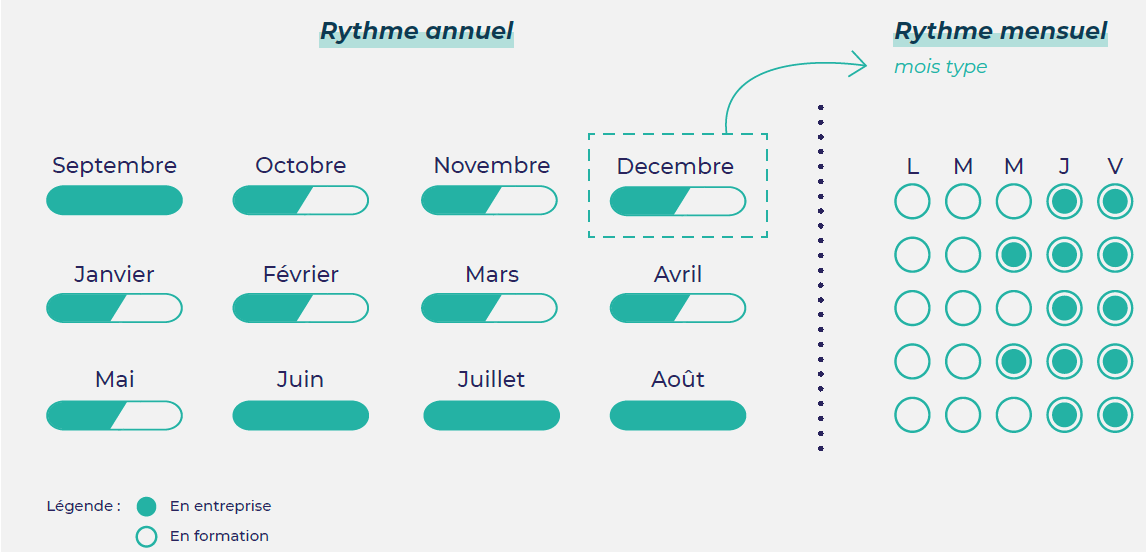 Rythme annuel
Rythme mensuel
mois type
Septembre
Octobre
Novembre
Decembre
L M M J V
Janvier
Février
Mars
Avril
Mai
Juin
Juillet
Août
Légende :
En entreprise
En formation